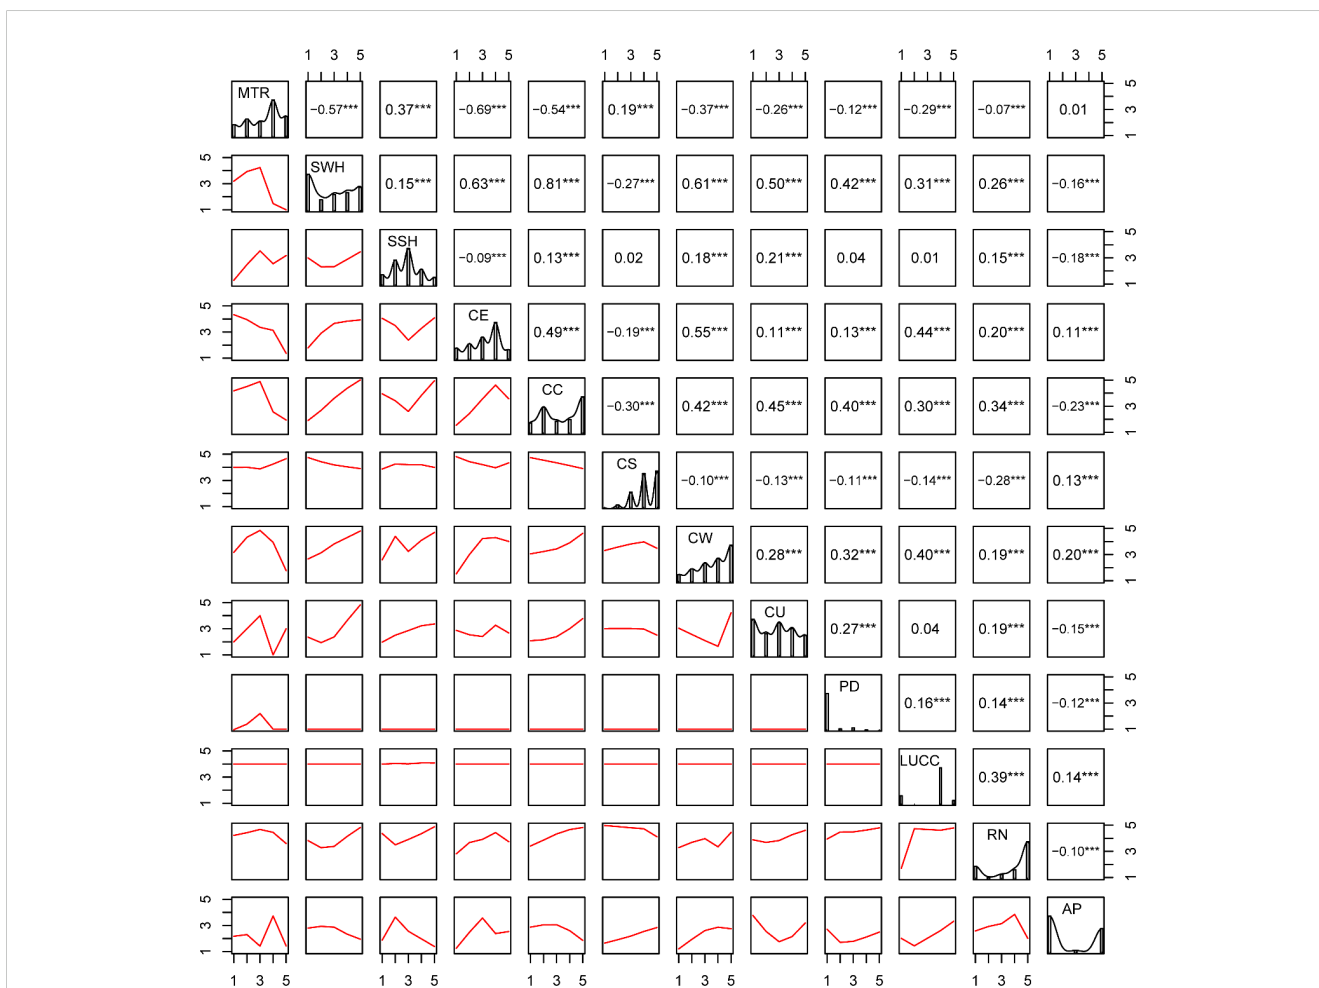 1 3 5 1 3 5 1 3 5 1 3 5 1 3 5 1 3 5
MTR −0.57*** 0.37*** −0.69*** −0.54*** 0.19*** −0.37*** −0.26*** −0.12*** −0.29*** −0.07*** 0.01 5 3 1
5 3 1 SWH 0.15*** 0.63*** 0.81*** −0.27*** 0.61*** 0.50*** 0.42*** 0.31*** 0.26*** −0.16***
SSH −0.09*** 0.13*** 0.02 0.18*** 0.21*** 0.04 0.01 0.15*** −0.18*** 5 3 1
5 3 1 CE 0.49*** −0.19*** 0.55*** 0.11*** 0.13*** 0.44*** 0.20*** 0.11***
CC −0.30*** 0.42*** 0.45*** 0.40*** 0.30*** 0.34*** −0.23*** 5 3 1
5 3 1 CS −0.10*** −0.13*** −0.11*** −0.14*** −0.28*** 0.13***
CW 0.28*** 0.32*** 0.40*** 0.19*** 0.20*** 5 3 1
5 3 1 CU 0.27*** 0.04 0.19*** −0.15***
PD 0.16*** 0.14*** −0.12*** 5 3 1
5 3 1 LUCC 0.39*** 0.14***
RN −0.10*** 5 3 1
5 3 1 AP
1 3 5 1 3 5 1 3 5 1 3 5 1 3 5 1 3 5